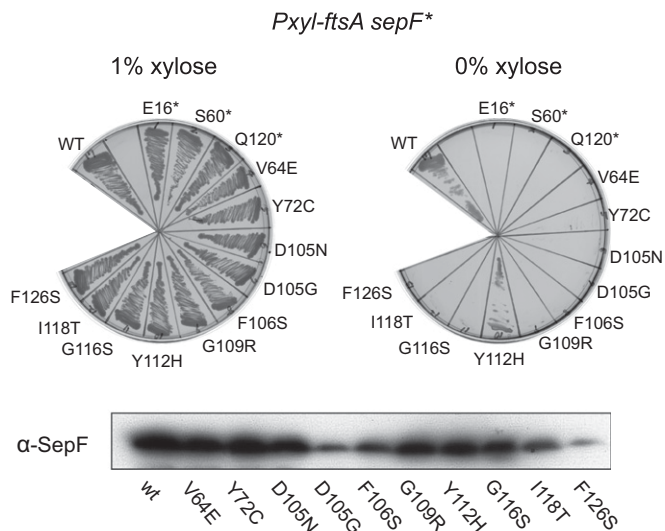 Pxyl-ftsA sepF*
1% xylose
0% xylose
WT
E16*
S60*
Q120*
V64E
Y72C
D105N
D105G
F106S
G109R
Y112H
G116S
I118T
F126S
WT
E16*
S60*
Q120*
V64E
Y72C
D105N
D105G
F106S
G109R
Y112H
G116S
I118T
F126S
α-SepF
wt
V64E
Y72C
D105N
D105G
F106S
G109R
Y112H
G116S
I118T
F126S